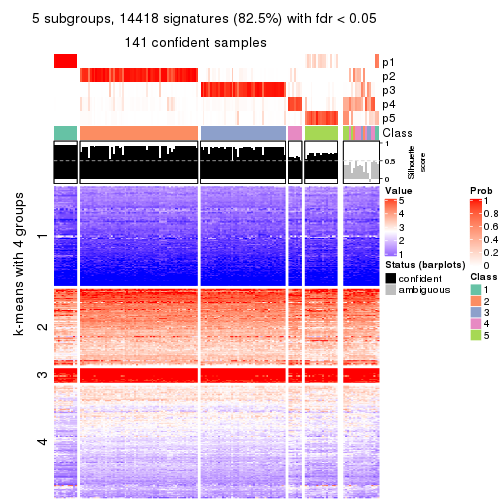 5 subgroups, 14418 signatures (82.5%) with fdr < 0.05
141 confident samples
p1
p2
p3
p4
p5
Class
1
0.5
0
Silhouette
score
k-means with 4 groups
1
2
3
4
Value
5
4
3
2
1
Status (barplots)
confident
ambiguous
Prob
1
0.8
0.6
0.4
0.2
0
Class
1
2
3
4
5